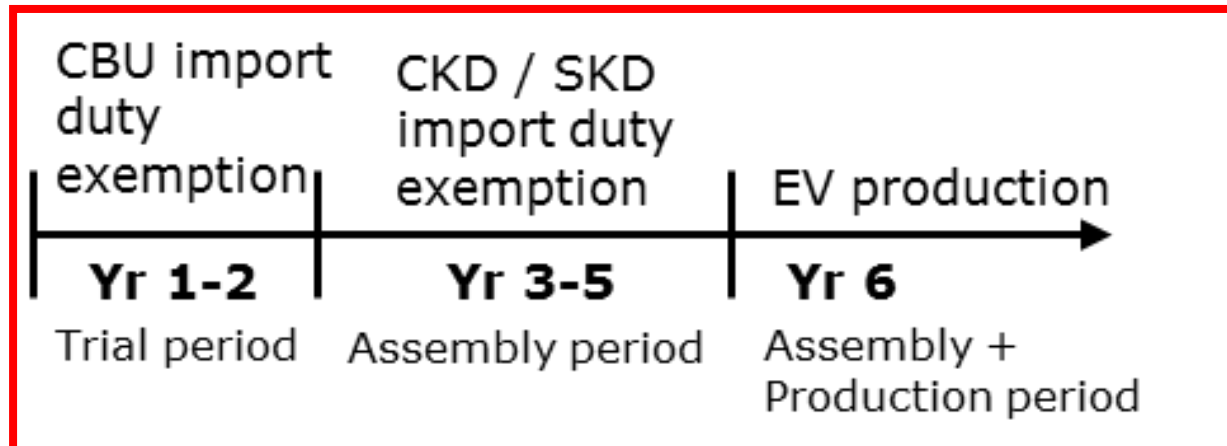 CBU import
duty
exemption
CKD / SKD
import duty
exemption
EV production
Yr 1-2
Yr 3-5
Yr 6
Trial period
Assembly period
Assembly +
Production period